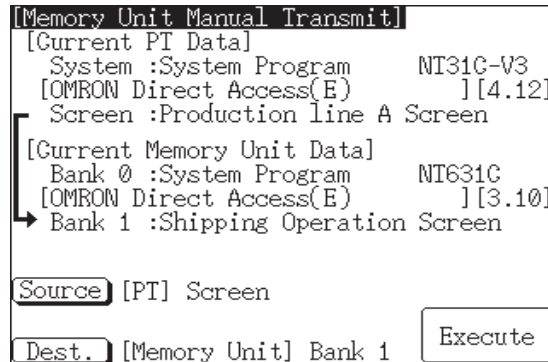 [Memory Unit Manual Transmit]
[Current PT Data]
System :System Program NT31C-V3
[OMRON Direct Access(E) ][4.12]
Screen :Production line A Screen
[Current Memory Unit Data]
Bank 0 :System Program NT631C
[OMRON Direct Access(E) ][3.10]
Bank 1 :Shipping Operation Screen
Source [PT] Screen
Execute
Dest. [Memory Unit] Bank 1